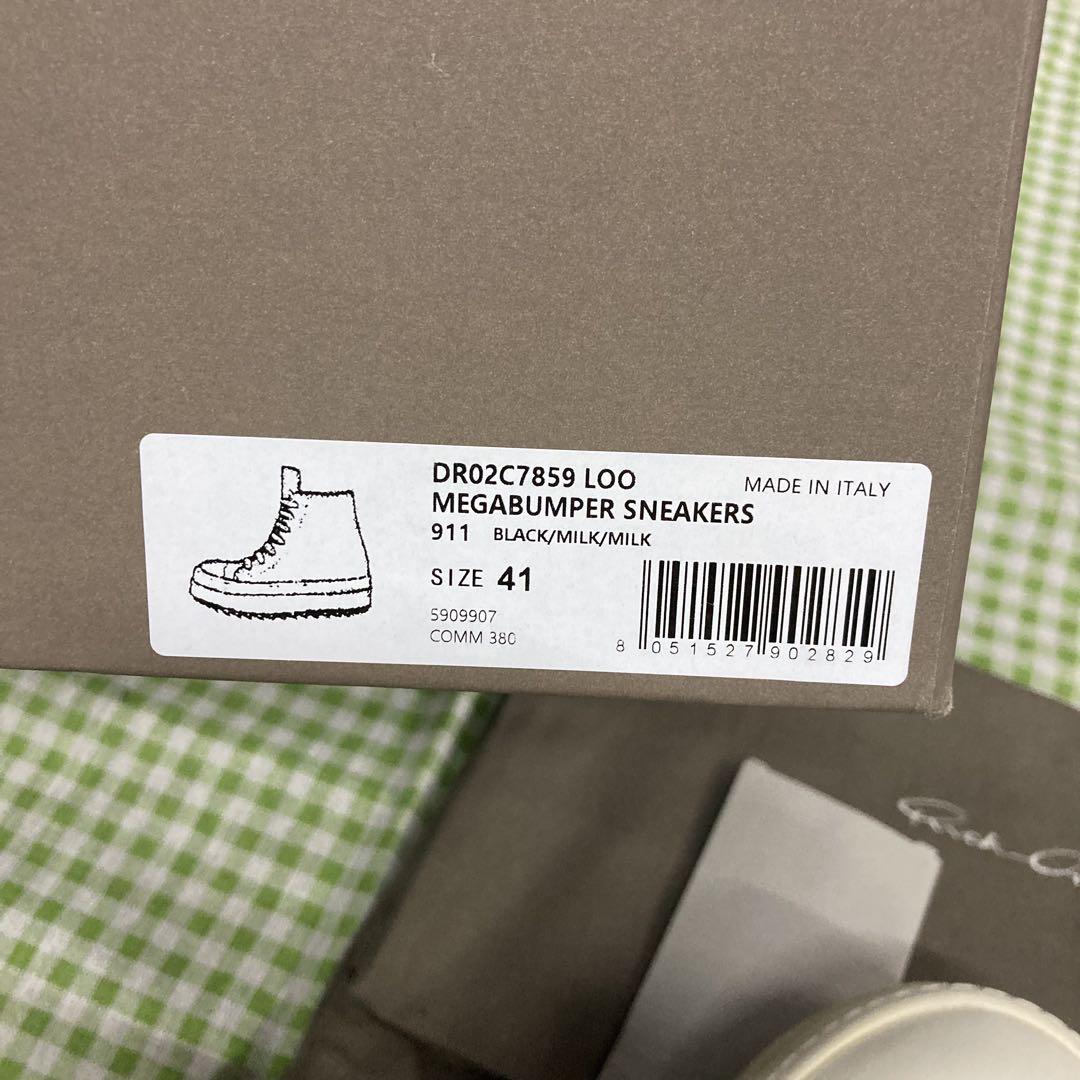 DR02C7859 LOO
MADE IN ITALY
MEGABUMPER SNEAKERS
911 BLACK/MILK/MILK
SIZE 41
5909907
COMM 380
8 051527 902829
Rick